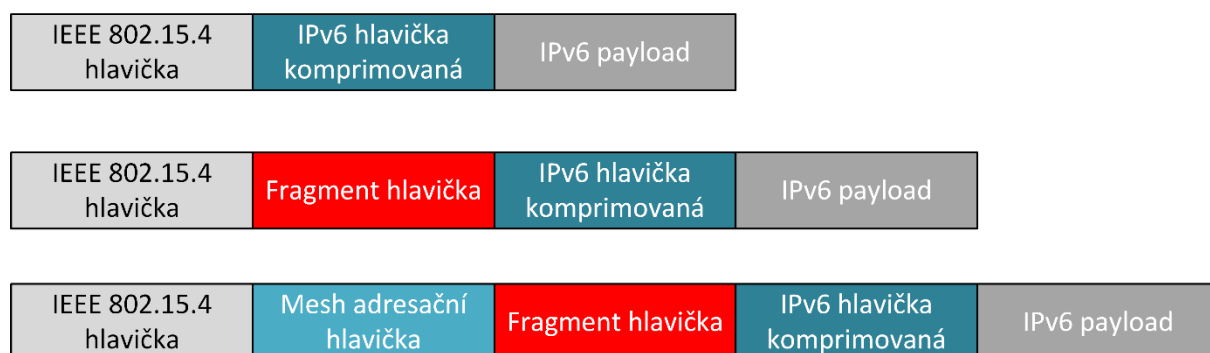 IEEE 802.15.4 IPv6 hlavička IPv6 payload
hlavička komprimovaná
IEEE 802.15.4 Fragment hlavička IPv6 hlavička IPv6 payload
hlavička komprimovaná
IEEE 802.15.4 Mesh adresační Fragment hlavička IPv6 hlavička IPv6 payload
hlavička hlavička komprimovaná